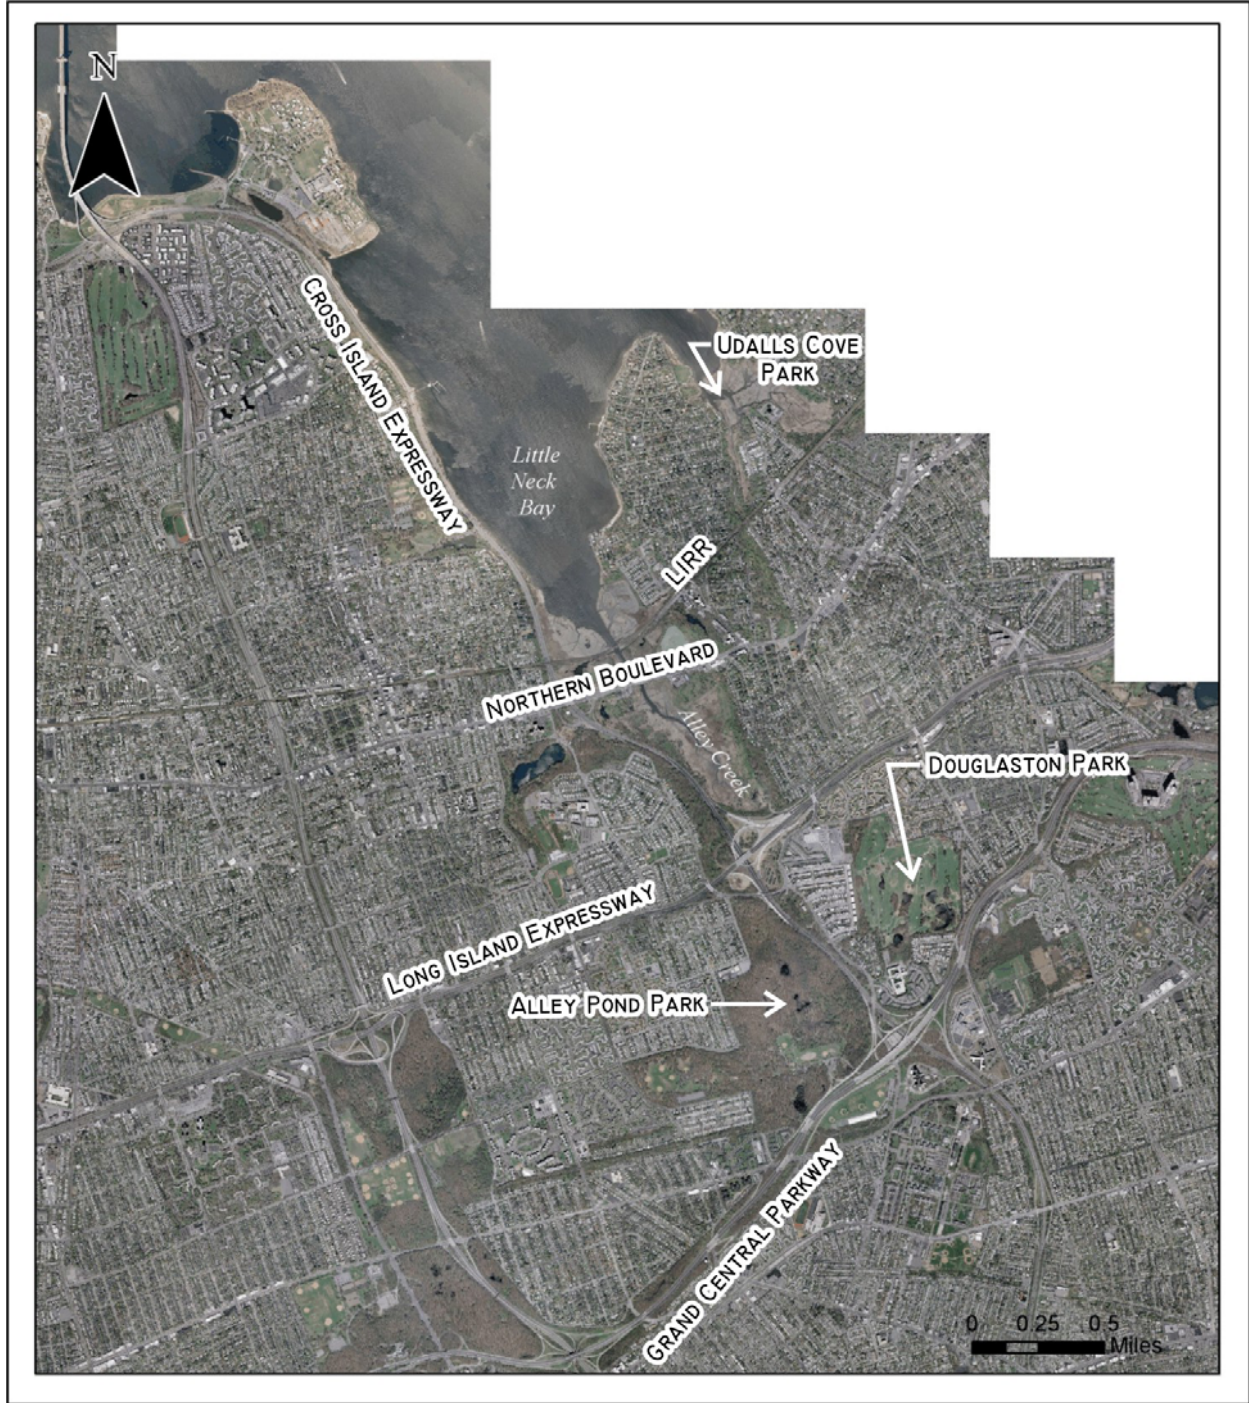 N
CROSS ISLAND EXPRESSWAY
UDALLS COVE
PARK
Little
Neck
Bay
LIRR
NORTHERN BOULEVARD
Alley Creek
DOUGLASTON PARK
LONG ISLAND EXPRESSWAY
ALLEY POND PARK
GRAND CENTRAL PARKWAY
0 0.25 0.5
Miles